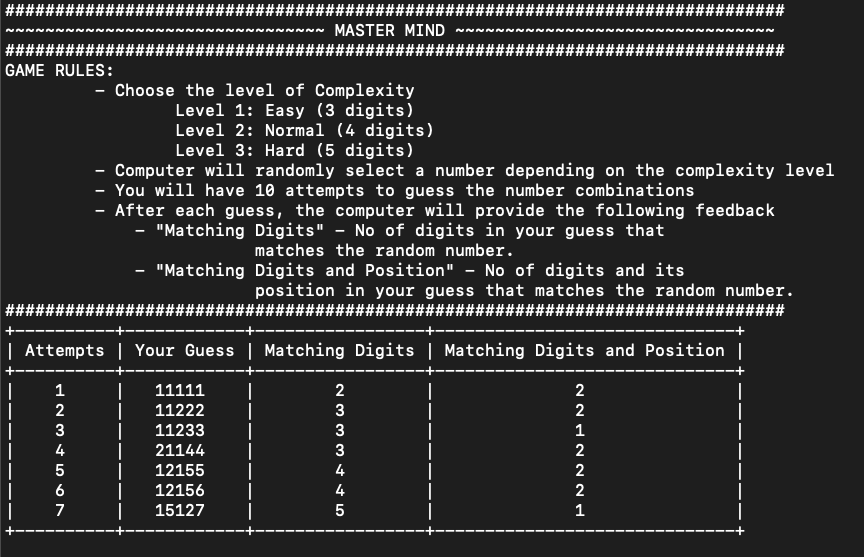 ##############################################################################
~~~~~~~~~~~~~~~~~~~~~~~~~~~~~~~~ MASTER MIND ~~~~~~~~~~~~~~~~~~~~~~~~~~~~~~~~
##############################################################################
GAME RULES:
– Choose the level of Complexity
Level 1: Easy (3 digits)
Level 2: Normal (4 digits)
Level 3: Hard (5 digits)
– Computer will randomly select a number depending on the complexity level
– You will have 10 attempts to guess the number combinations
– After each guess, the computer will provide the following feedback
– "Matching Digits" – No of digits in your guess that
matches the random number.
– "Matching Digits and Position" – No of digits and its
position in your guess that matches the random number.
##############################################################################
+----------+------------+-----------------+------------------------------+
| Attempts | Your Guess | Matching Digits | Matching Digits and Position |
+----------+------------+-----------------+------------------------------+
| 1 | 11111 | 2 | 2 |
| 2 | 11222 | 3 | 2 |
| 3 | 11233 | 3 | 1 |
| 4 | 21144 | 3 | 2 |
| 5 | 12155 | 4 | 2 |
| 6 | 12156 | 4 | 2 |
| 7 | 15127 | 5 | 1 |
+----------+------------+-----------------+------------------------------+